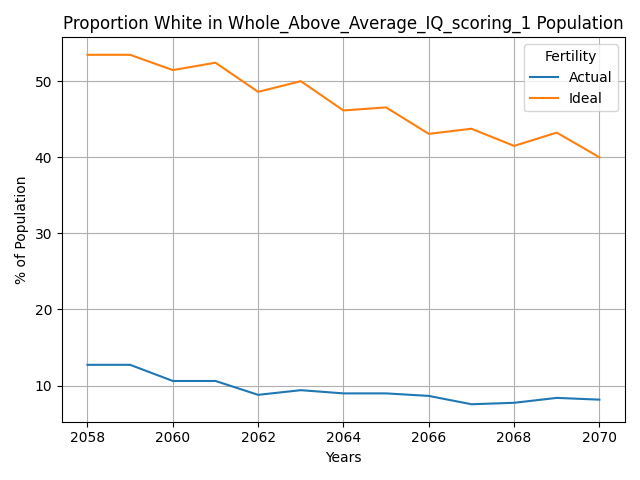 Proportion White in Whole_Above_Average_IQ_scoring_1 Population
Fertility
Actual
Ideal
% of Population
50
40
30
20
10
2058 2060 2062 2064 2066 2068 2070
Years